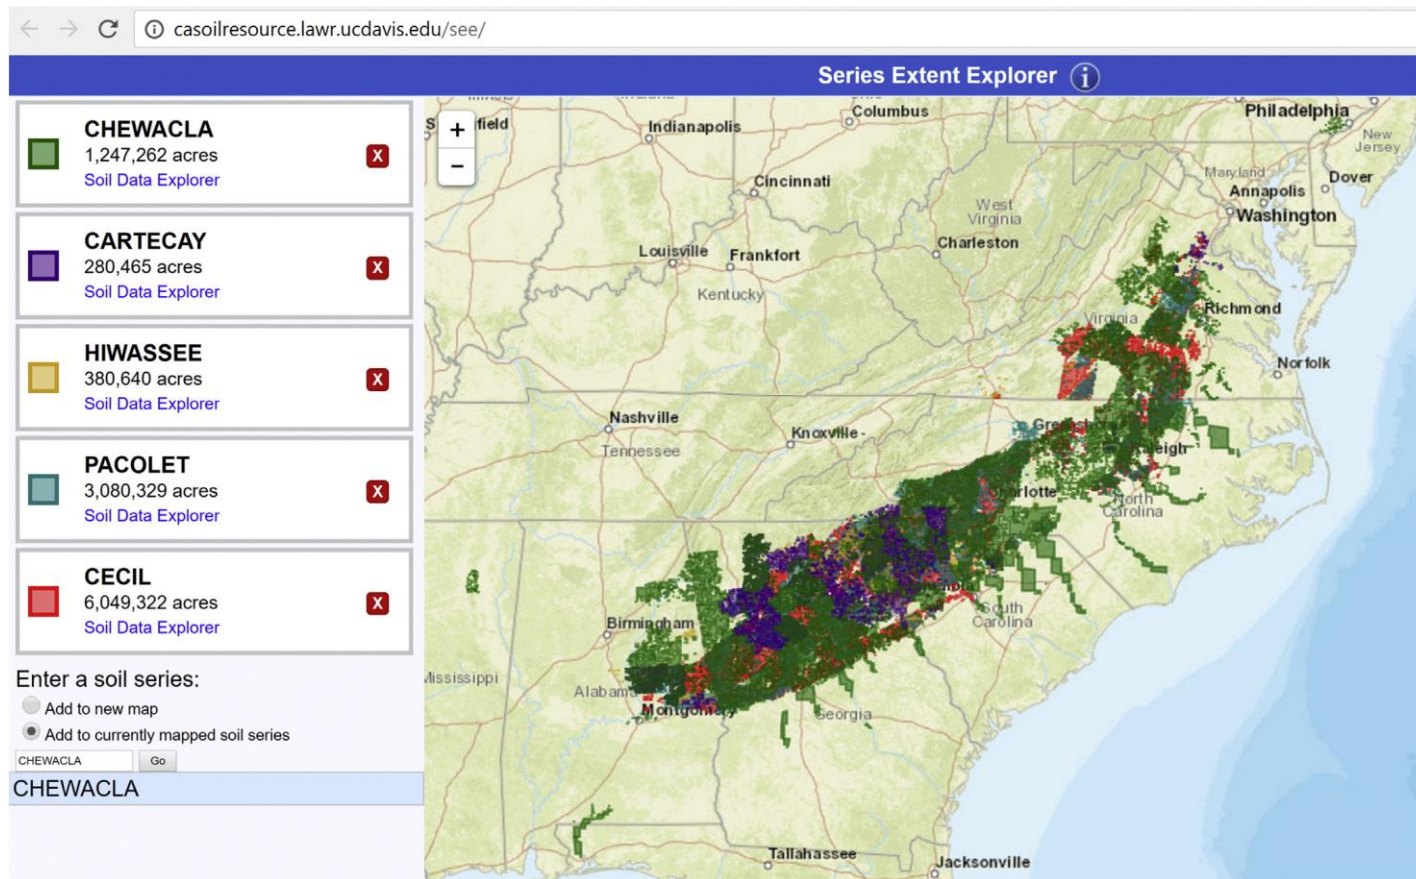 casoilresource.lawr.ucdavis.edu/see/
Series Extent Explorer i
CHEWACLA
1,247,262 acres
Soil Data Explorer
X
CARTECAY
280,465 acres
Soil Data Explorer
X
HIWASSEE
380,640 acres
Soil Data Explorer
X
PACOLET
3,080,329 acres
Soil Data Explorer
X
CECIL
6,049,322 acres
Soil Data Explorer
X
Enter a soil series:
Add to new map
Add to currently mapped soil series
CHEWACLA Go
CHEWACLA
+
−
Indianapolis
Columbus
Philadelphia
New
Jersey
Cincinnati
Maryland
Dover
Annapolis
Washington
West
Virginia
Charleston
Louisville
Frankfort
Kentucky
Richmond
Virginia
Norfolk
Nashville
Knoxville
Tennessee
Raleigh
Charlotte
North
Carolina
South
Carolina
Birmingham
Mississippi
Alabama
Montgomery
Georgia
Tallahassee
Jacksonville